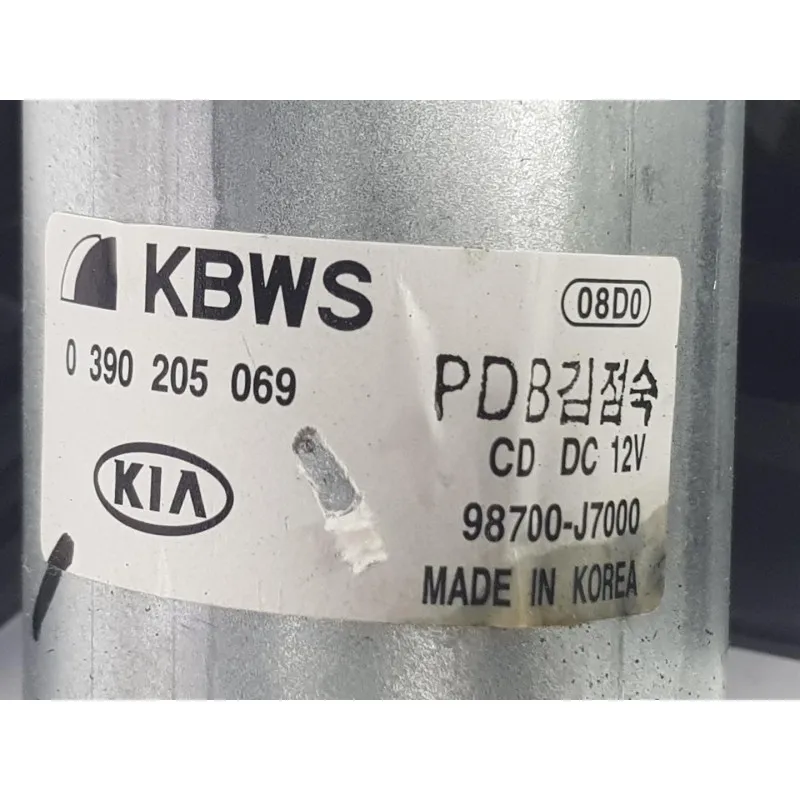 KBWS
08D0
0 390 205 069
PDB김점숙
CD DC 12V
KIA
98700-J7000
MADE IN KOREA